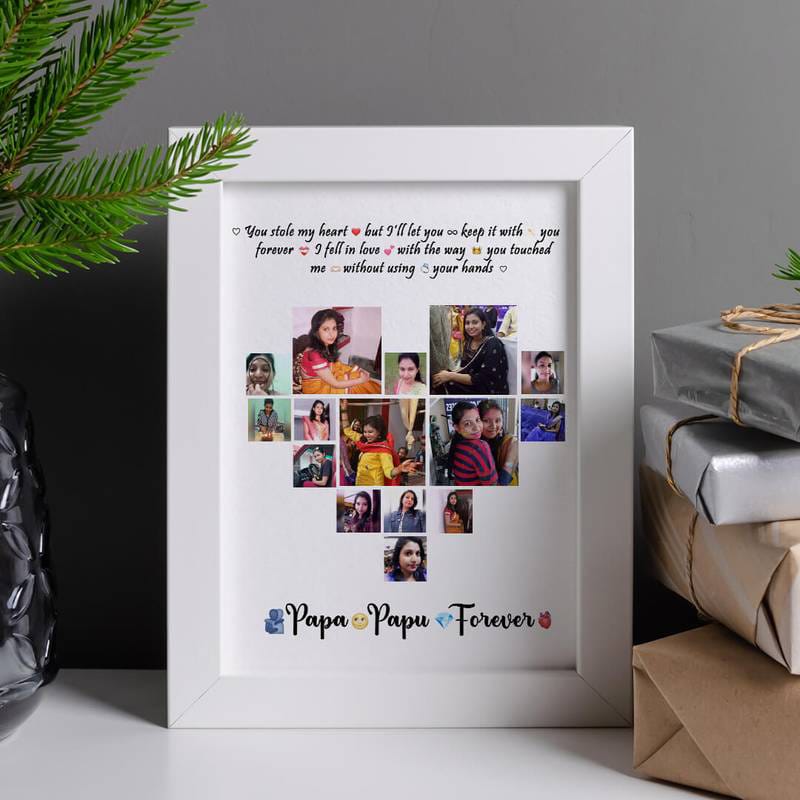 ♡ You stole my heart ❤️ but I'll let you ∞ keep it with you
forever ❤️‍🩹 I fell in love 💕 with the way 👑 you touched
me 🫶🏻 without using 💍 your hands ♡
🫂Papa🥺Papu 💎Forever🫀